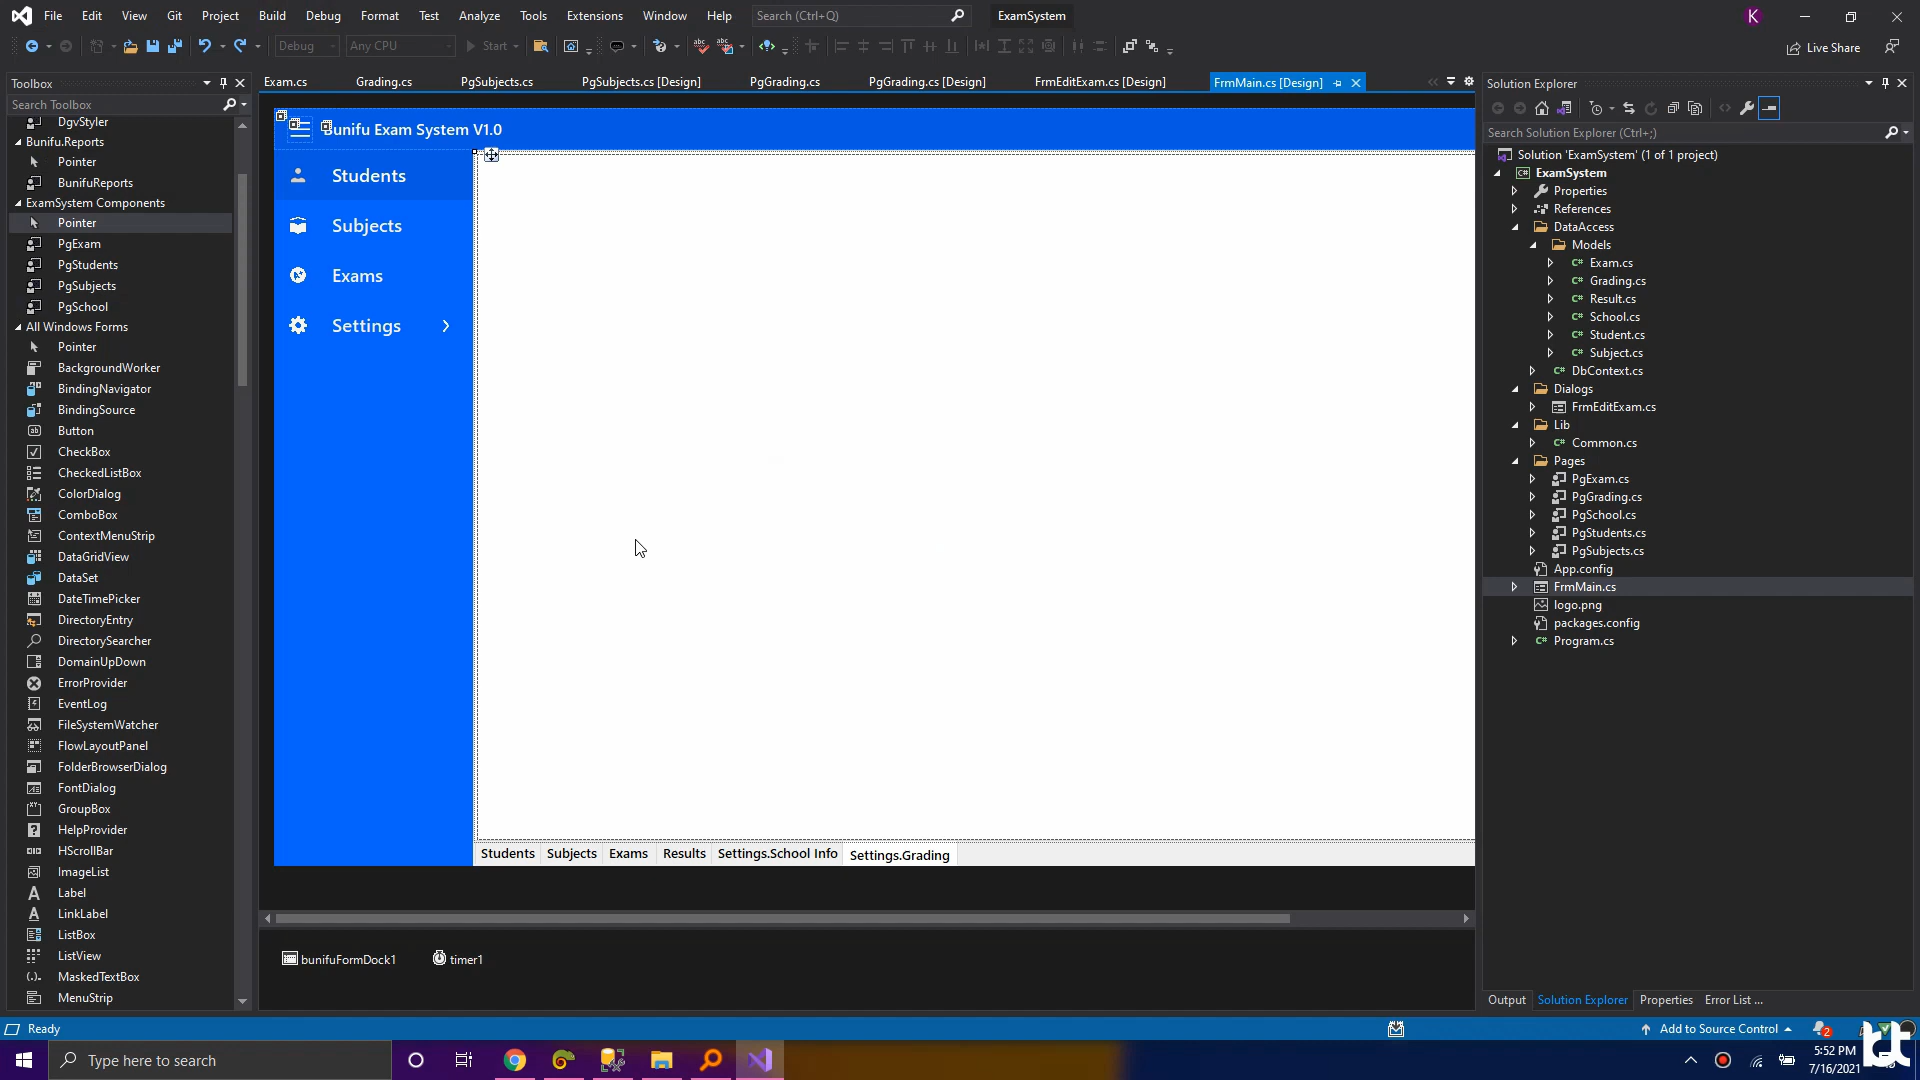 File Edit View Git Project Build Debug Format Test Analyze Tools Extensions Window Help Search (Ctrl+Q) ExamSystem K
Debug Any CPU Start Live Share
Toolbox
Search Toolbox
DgvStyler
Bunifu.Reports
Pointer
BunifuReports
ExamSystem Components
Pointer
PgExam
PgStudents
PgSubjects
PgSchool
All Windows Forms
Pointer
BackgroundWorker
BindingNavigator
BindingSource
Button
CheckBox
CheckedListBox
ColorDialog
ComboBox
ContextMenuStrip
DataGridView
DataSet
DateTimePicker
DirectoryEntry
DirectorySearcher
DomainUpDown
ErrorProvider
EventLog
FileSystemWatcher
FlowLayoutPanel
FolderBrowserDialog
FontDialog
GroupBox
HelpProvider
HScrollBar
ImageList
Label
LinkLabel
ListBox
ListView
MaskedTextBox
MenuStrip
Exam.cs Grading.cs PgSubjects.cs PgSubjects.cs [Design] PgGrading.cs PgGrading.cs [Design] FrmEditExam.cs [Design] FrmMain.cs [Design]
Bunifu Exam System V1.0
Students
Subjects
Exams
Settings
Students Subjects Exams Results Settings.School Info Settings.Grading
bunifuFormDock1 timer1
Solution Explorer
Search Solution Explorer (Ctrl+;)
Solution 'ExamSystem' (1 of 1 project)
C# ExamSystem
Properties
References
DataAccess
Models
C# Exam.cs
C# Grading.cs
C# Result.cs
C# School.cs
C# Student.cs
C# Subject.cs
C# DbContext.cs
Dialogs
FrmEditExam.cs
Lib
C# Common.cs
Pages
PgExam.cs
PgGrading.cs
PgSchool.cs
PgStudents.cs
PgSubjects.cs
App.config
FrmMain.cs
logo.png
packages.config
C# Program.cs
Output Solution Explorer Properties Error List ...
Ready Add to Source Control 2
Type here to search
5:52 PM
7/16/2021